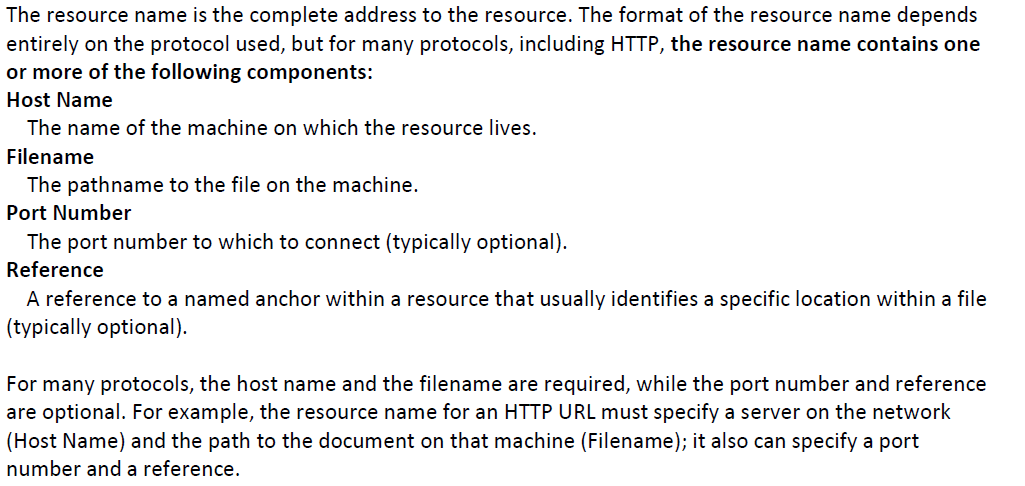 The resource name is the complete address to the resource. The format of the resource name depends
entirely on the protocol used, but for many protocols, including HTTP, the resource name contains one
or more of the following components:
Host Name
The name of the machine on which the resource lives.
Filename
The pathname to the file on the machine.
Port Number
The port number to which to connect (typically optional).
Reference
A reference to a named anchor within a resource that usually identifies a specific location within a file
(typically optional).
For many protocols, the host name and the filename are required, while the port number and reference
are optional. For example, the resource name for an HTTP URL must specify a server on the network
(Host Name) and the path to the document on that machine (Filename); it also can specify a port
number and a reference.